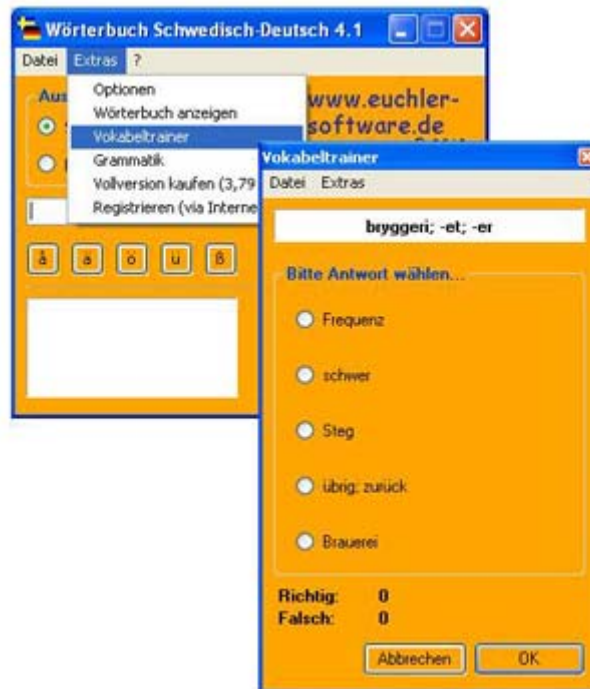 Wörterbuch Schwedisch-Deutsch 4.1
Datei Extras ?
Aus
Optionen
Wörterbuch anzeigen
Vokabeltrainer
Grammatik
Vollversion kaufen (3,79
Registrieren (via Interne
www.euchler-
software.de
å ä ö ü ß
Vokabeltrainer
Datei Extras
bryggeri; -et; -er
Bitte Antwort wählen...
Frequenz
schwer
Steg
übrig; zurück
Brauerei
Richtig: 0
Falsch: 0
Abbrechen OK